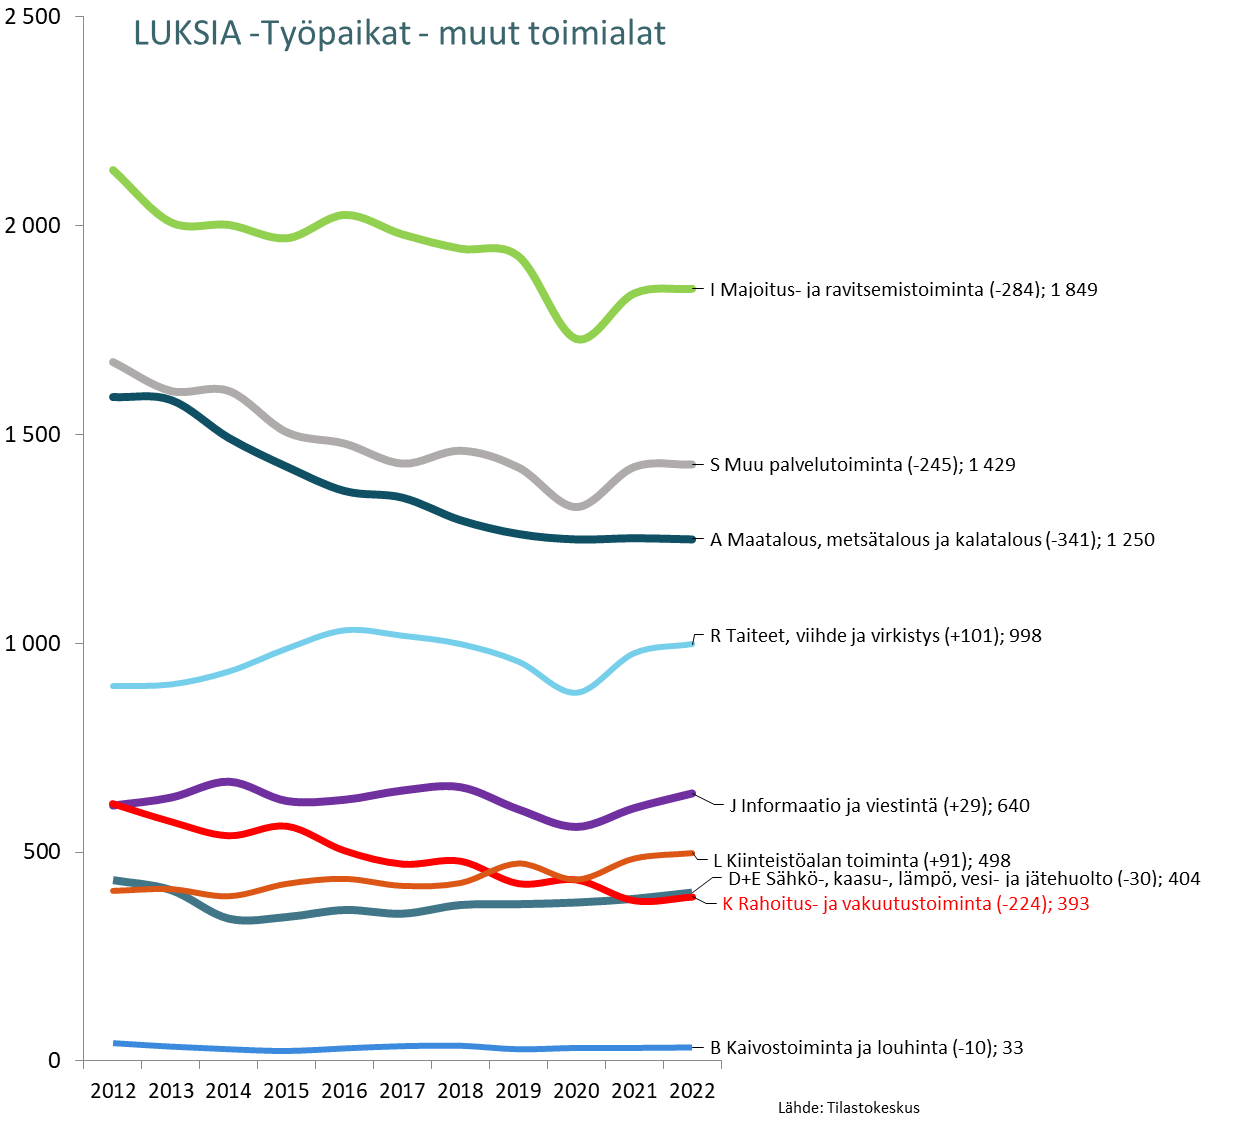 LUKSIA -Työpaikat - muut toimialat
2 500
2 000
1 500
1 000
500
0
I Majoitus- ja ravitsemistoiminta (-284); 1 849
S Muu palvelutoiminta (-245); 1 429
A Maatalous, metsätalous ja kalatalous (-341); 1 250
R Taiteet, viihde ja virkistys (+101); 998
J Informaatio ja viestintä (+29); 640
L Kiinteistöalan toiminta (+91); 498
D+E Sähkö-, kaasu-, lämpö, vesi- ja jätehuolto (-30); 404
K Rahoitus- ja vakuutustoiminta (-224); 393
B Kaivostoiminta ja louhinta (-10); 33
2012 2013 2014 2015 2016 2017 2018 2019 2020 2021 2022
Lähde: Tilastokeskus